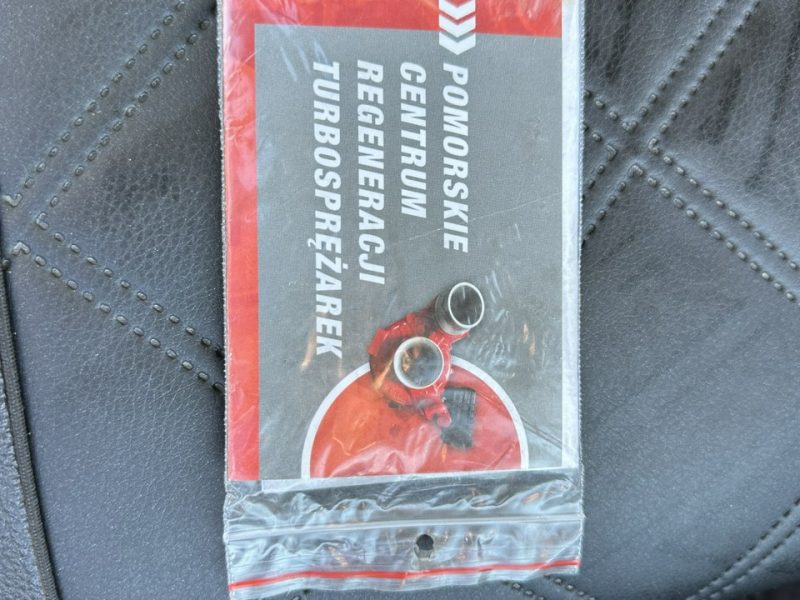 POMORSKIE
CENTRUM
REGENERACJI
TURBOSPRĘŻAREK